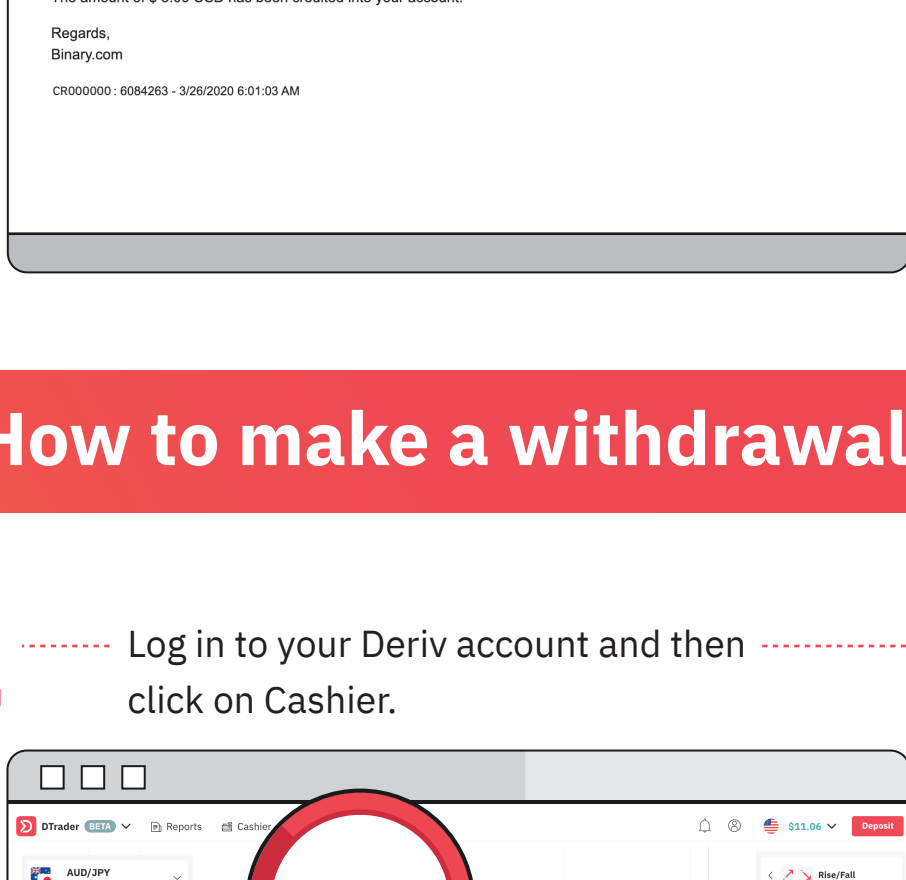 Regards,
Binary.com
CR000000 : 6084263 - 3/26/2020 6:01:03 AM
How to make a withdrawal
Log in to your Deriv account and then
click on Cashier.
DTrader BETA Reports Cashier $11.06 Deposit
AUD/JPY Rise/Fall